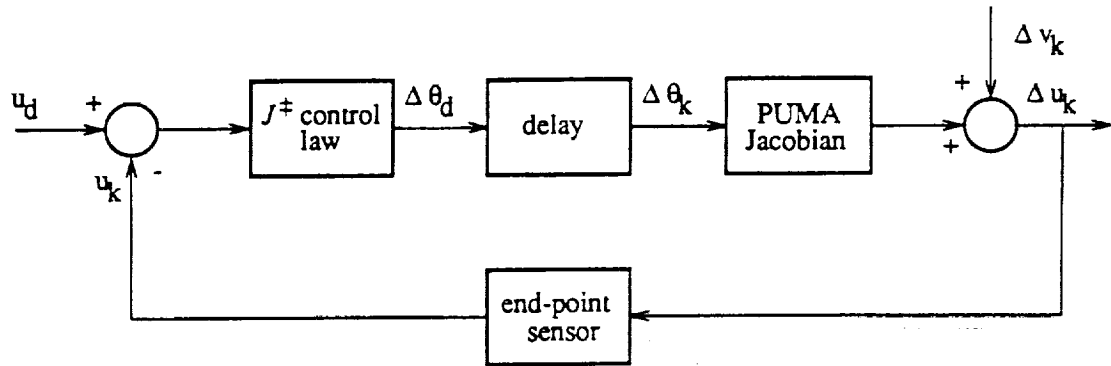 Δ v_k
+
u_d
+
J‡ control
law
Δ θ_d
delay
Δ θ_k
PUMA
Jacobian
Δ u_k
+
u_k
-
end-point
sensor